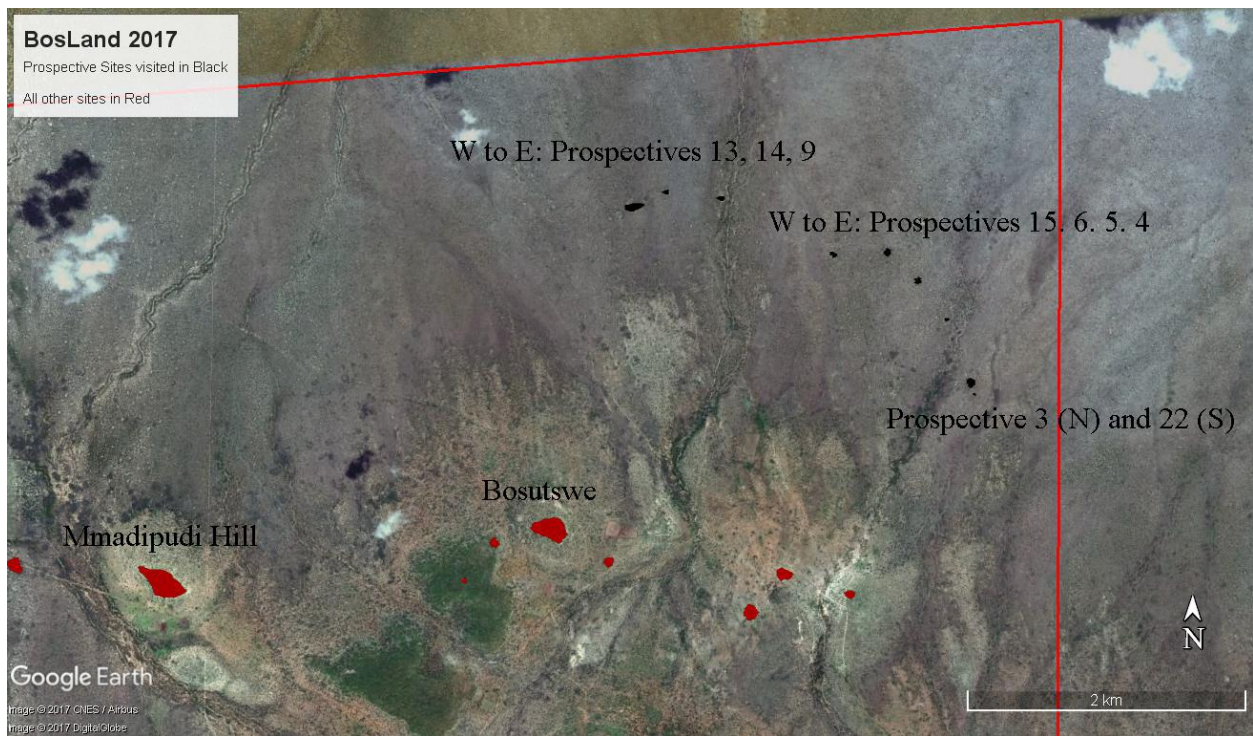 BosLand 2017
Prospective Sites visited in Black
All other sites in Red
W to E: Prospectives 13, 14, 9
W to E: Prospectives 15. 6. 5. 4
Prospective 3 (N) and 22 (S)
Bosutswe
Mmadipudi Hill
N
Google Earth
2 km
mage © 2017 CNES / Airbus
mage © 2017 DigitalGlobe